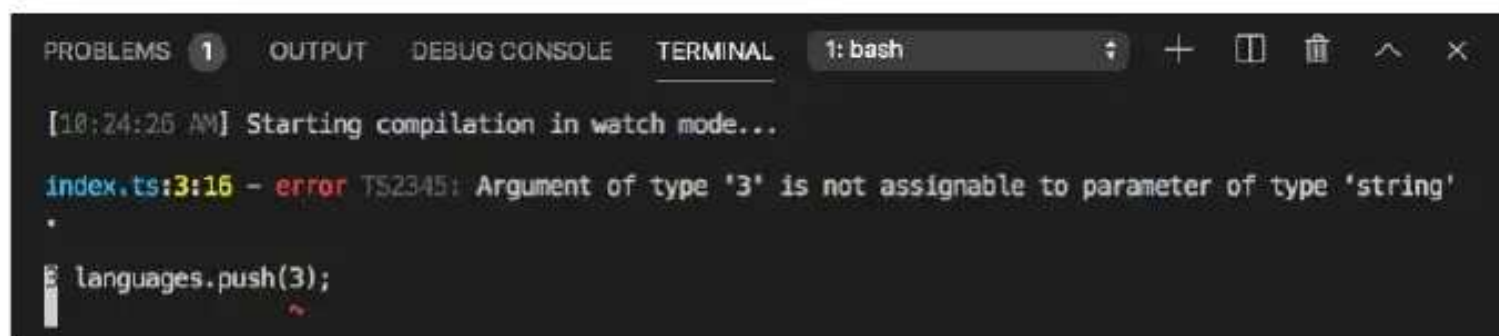 PROBLEMS 1 OUTPUT DEBUG CONSOLE TERMINAL 1: bash
[10:24:26 AM] Starting compilation in watch mode...
index.ts:3:16 - error TS2345: Argument of type '3' is not assignable to parameter of type 'string'
.
3 languages.push(3);
~